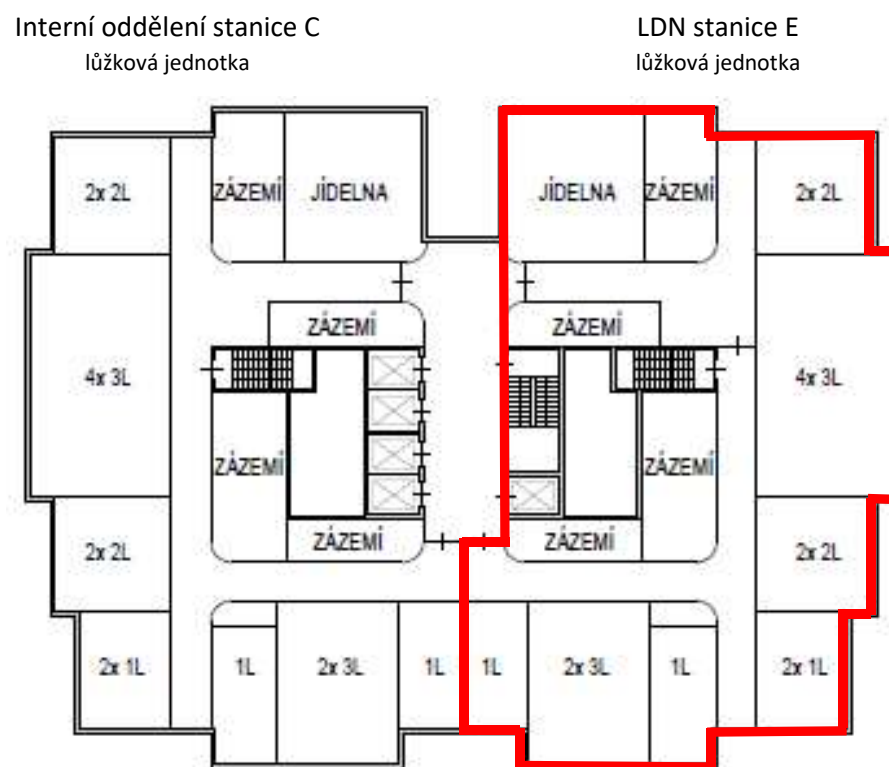 Interní oddělení stanice C
lůžková jednotka
LDN stanice E
lůžková jednotka
2x 2L
ZÁZEMÍ
JÍDELNA
JÍDELNA
ZÁZEMÍ
2x 2L
ZÁZEMÍ
ZÁZEMÍ
4x 3L
4x 3L
ZÁZEMÍ
ZÁZEMÍ
ZÁZEMÍ
ZÁZEMÍ
2x 2L
2x 2L
2x 1L
1L
2x 3L
1L
1L
2x 3L
1L
2x 1L